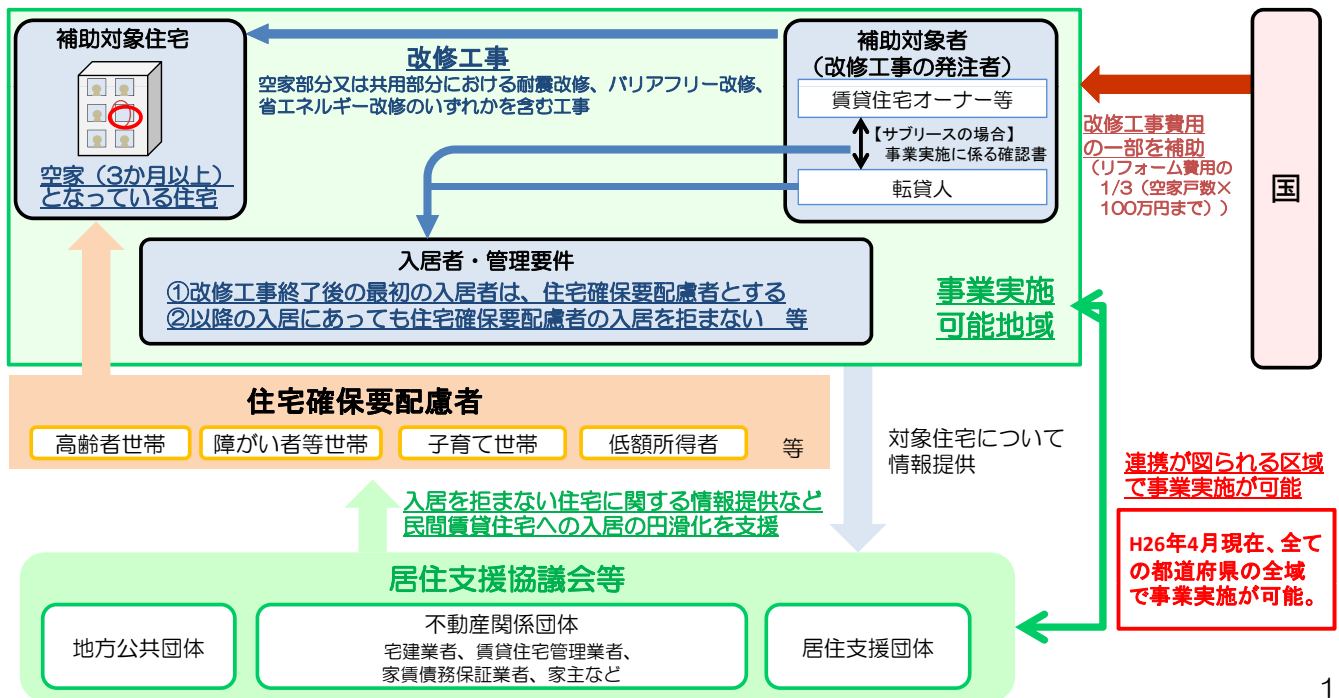 補助対象住宅
空家（3か月以上）
となっている住宅
改修工事
空家部分又は共用部分における耐震改修、バリアフリー改修、
省エネルギー改修のいずれかを含む工事
補助対象者
（改修工事の発注者）
賃貸住宅オーナー等
【サブリースの場合】
事業実施に係る確認書
転貸人
改修工事費用
の一部を補助
（リフォーム費用の
1/3（空家戸数×
100万円まで））
国
入居者・管理要件
①改修工事終了後の最初の入居者は、住宅確保要配慮者とする
②以降の入居にあっても住宅確保要配慮者の入居を拒まない　等
事業実施
可能地域
住宅確保要配慮者
高齢者世帯
障がい者等世帯
子育て世帯
低額所得者
等
対象住宅について
情報提供
入居を拒まない住宅に関する情報提供など
民間賃貸住宅への入居の円滑化を支援
連携が図られる区域
で事業実施が可能
H26年4月現在、全て
の都道府県の全域
で事業実施が可能。
居住支援協議会等
地方公共団体
不動産関係団体
宅建業者、賃貸住宅管理業者、
家賃債務保証業者、家主など
居住支援団体
1